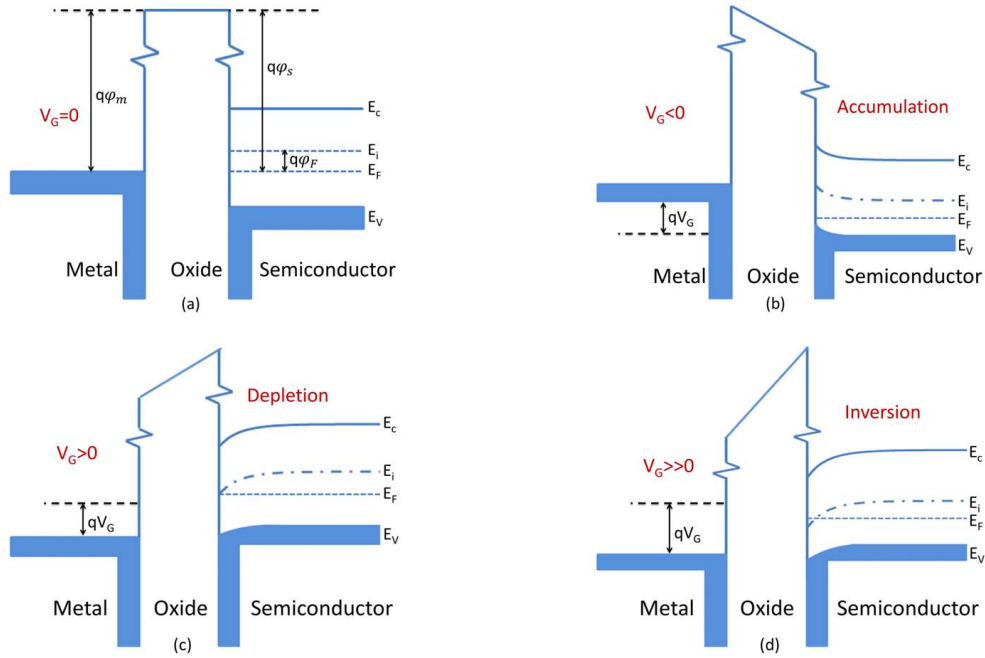 qφₛ
qφₘ
V_G=0
E_c
E_i
qφ_F
E_F
E_V
Metal Oxide Semiconductor
(a)
V_G<0
Accumulation
E_c
E_i
E_F
qV_G
E_V
Metal Oxide Semiconductor
(b)
Depletion
V_G>0
E_c
E_i
E_F
qV_G
E_V
Metal Oxide Semiconductor
(c)
Inversion
V_G>>0
E_c
E_i
E_F
qV_G
E_V
Metal Oxide Semiconductor
(d)